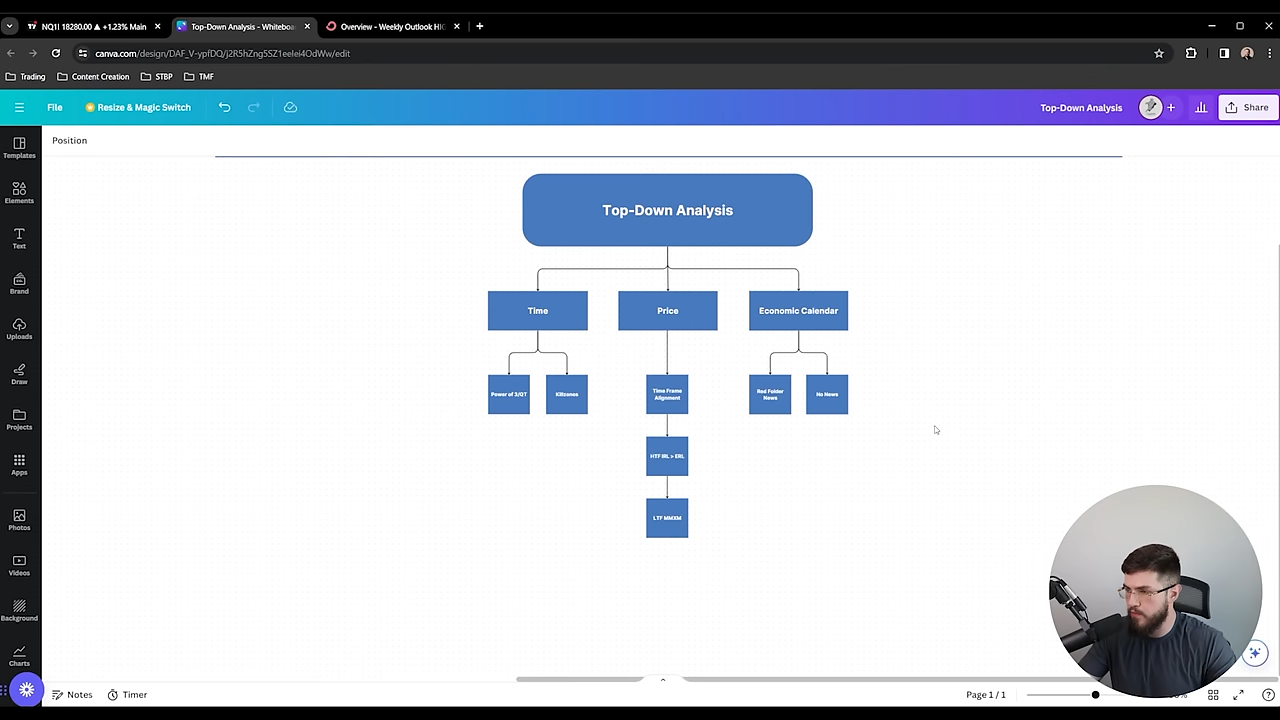 NQ1! 18280.00 ▲ +1.23% Main
Top-Down Analysis - Whiteboa
Overview - Weekly Outlook HIG
canva.com/design/DAF_V-ypfDQ/j2R5hZng5SZ1eeIei4OdWw/edit
Trading
Content Creation
STBP
TMF
File
Resize & Magic Switch
Top-Down Analysis
Share
Position
Templates
Elements
Text
Brand
Uploads
Draw
Projects
Apps
Photos
Videos
Background
Charts
Top-Down Analysis
Time
Price
Economic Calendar
Power of 3/QT
Killzones
Time Frame
Alignment
Red Folder
News
No News
HTF IRL > ERL
LTF MMXM
Notes
Timer
Page 1 / 1